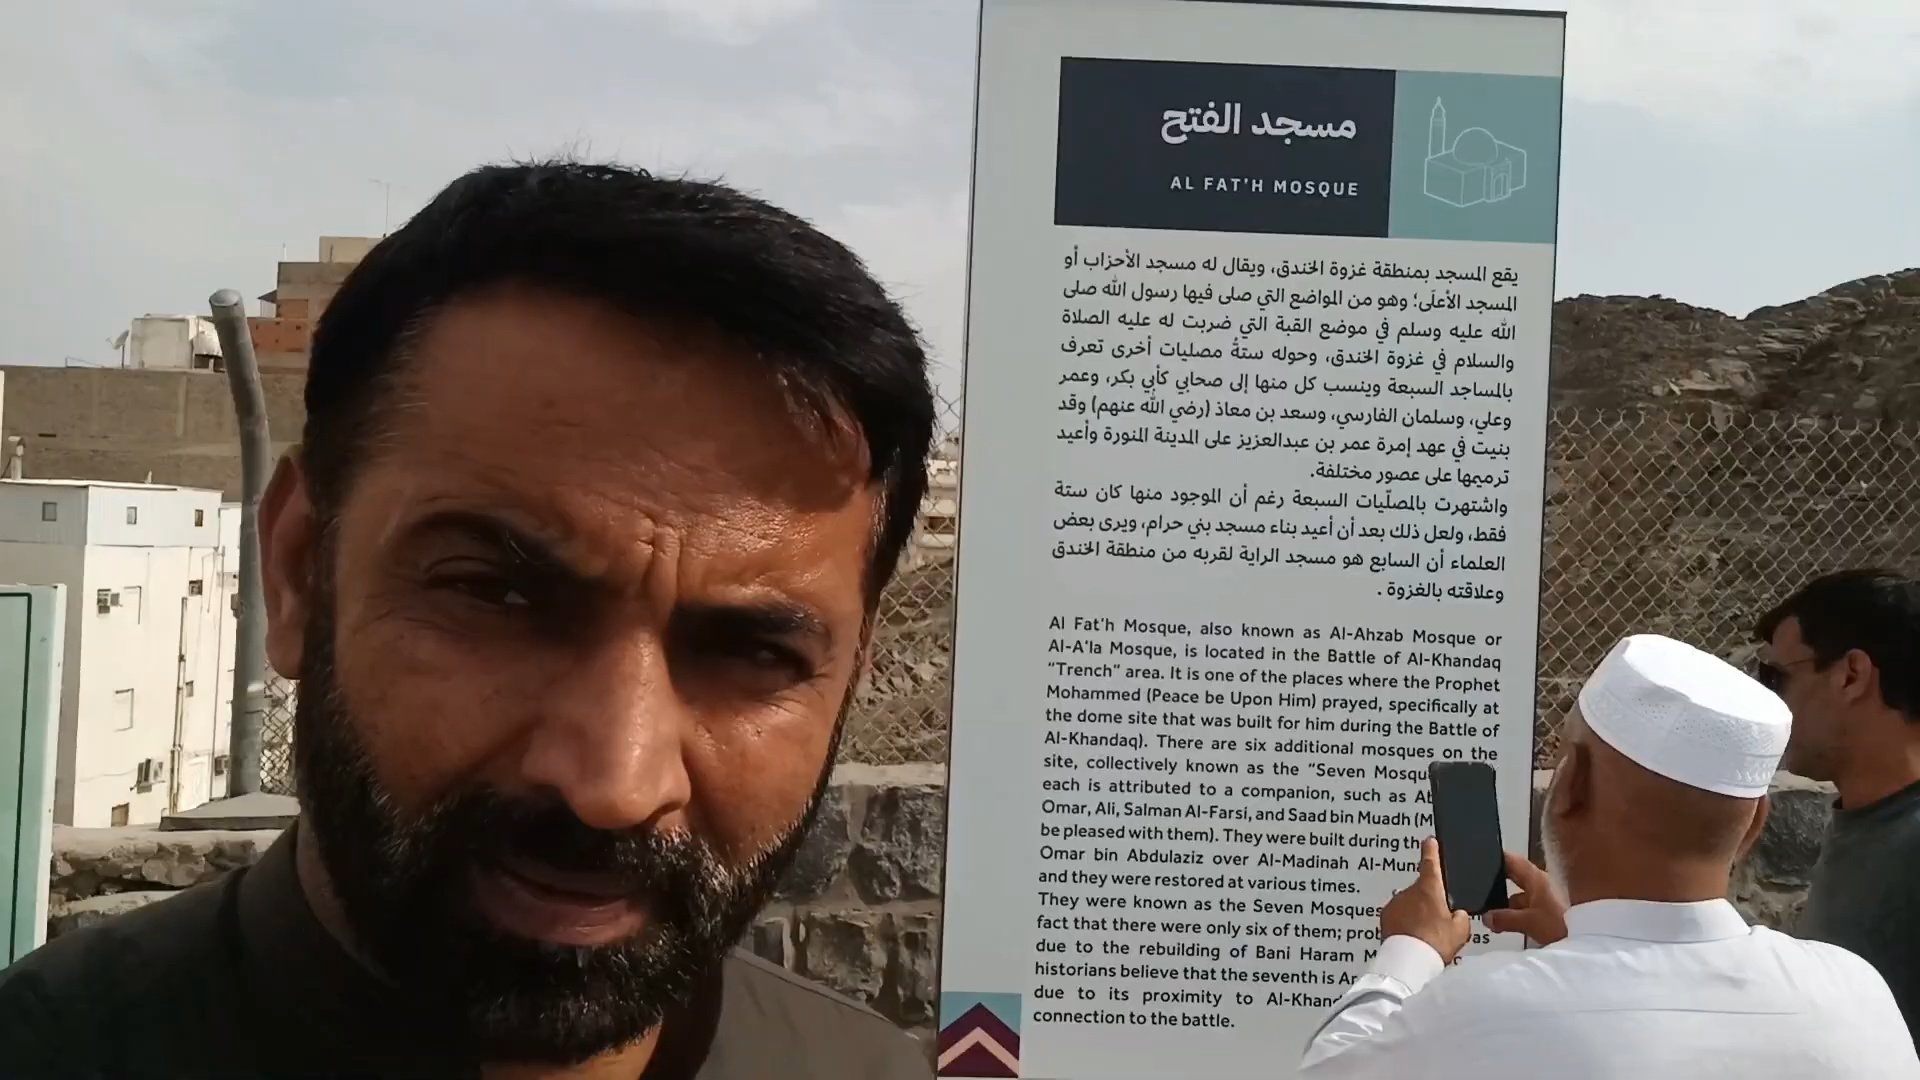 مسجد الفتح
AL FAT'H MOSQUE
يقع المسجد بمنطقة غزوة الخندق، ويقال له مسجد الأحزاب أو
المسجد الأعلَى؛ وهو من المواضع التي صلى فيها رسول الله صلى
الله عليه وسلم في موضع القبة التي ضربت له عليه الصلاة
والسلام في غزوة الخندق، وحوله ستةُ مصليات أخرى تعرف
بالمساجد السبعة وينسب كل منها إلى صحابي كأبي بكر، وعمر
وعلي، وسلمان الفارسي، وسعد بن معاذ (رضي الله عنهم) وقد
بنيت في عهد إمرة عمر بن عبدالعزيز على المدينة المنورة وأعيد
ترميمها على عصور مختلفة.
واشتهرت بالمصلّيات السبعة رغم أن الموجود منها كان ستة
فقط، ولعل ذلك بعد أن أعيد بناء مسجد بني حرام، ويرى بعض
العلماء أن السابع هو مسجد الراية لقربه من منطقة الخندق
وعلاقته بالغزوة .
Al Fat'h Mosque, also known as Al-Ahzab Mosque or
Al-A'la Mosque, is located in the Battle of Al-Khandaq
"Trench" area. It is one of the places where the Prophet
Mohammed (Peace be Upon Him) prayed, specifically at
the dome site that was built for him during the Battle of
Al-Khandaq). There are six additional mosques on the
site, collectively known as the "Seven
each is attributed to a companion, such as
Omar, Ali, Salman Al-Farsi, and Saad bin Muadh
be pleased with them). They were built during
Omar bin Abdulaziz over Al-Madinah
and they were restored at various times.
They were known as the Seven Mosques
fact that there were only six of them;
due to the rebuilding of Bani Haram
historians believe that the seventh is
due to its proximity to
connection to the battle.